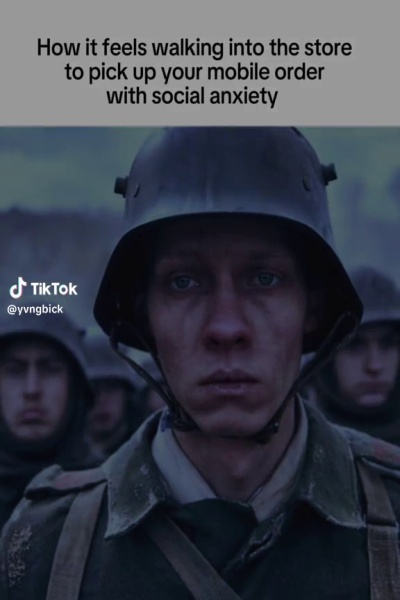 How it feels walking into the store
to pick up your mobile order
with social anxiety
TikTok
@yvngbick